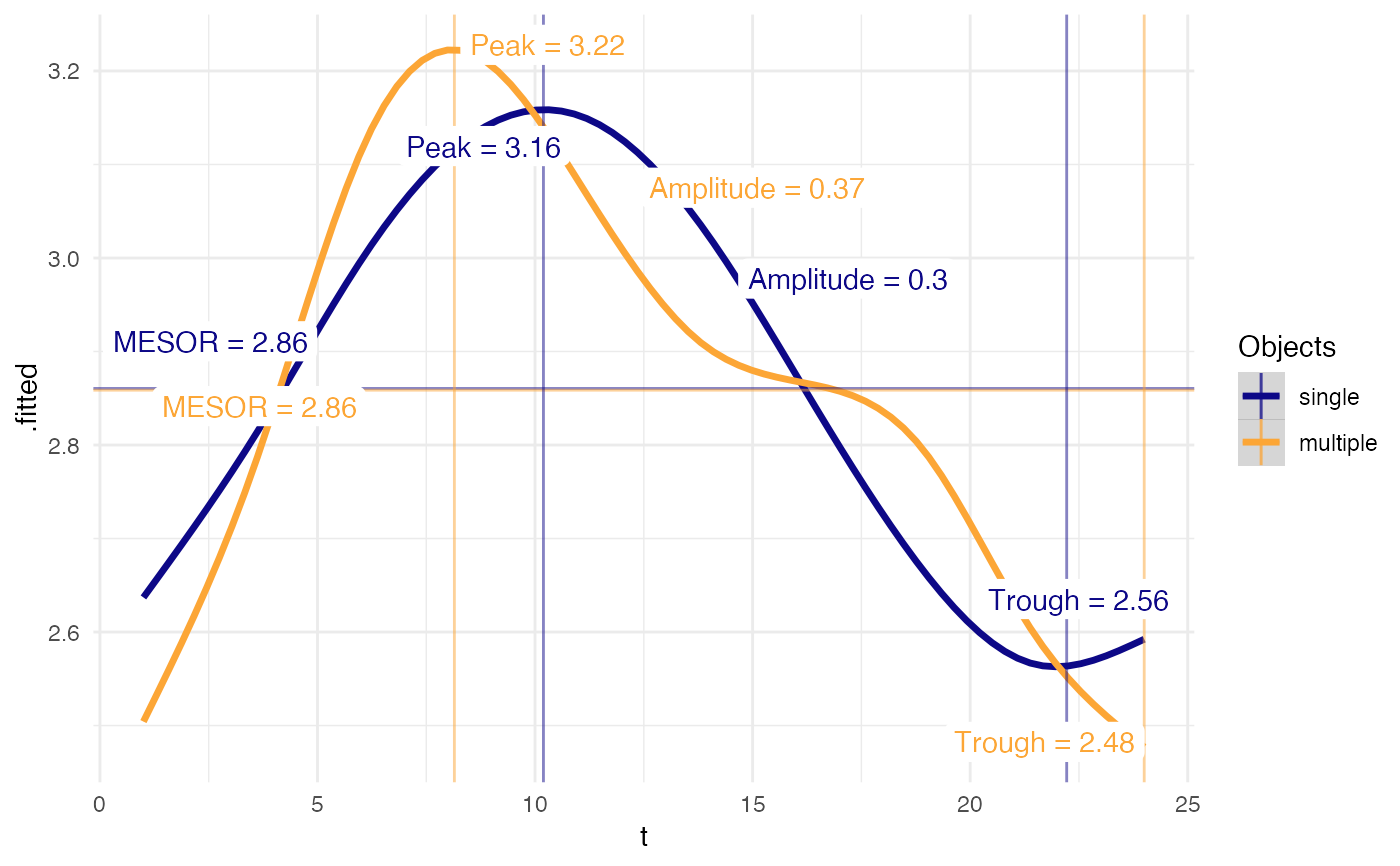 3.2
3.0
2.8
2.6
.fitted
Peak = 3.22
Peak = 3.16
Amplitude = 0.37
Amplitude = 0.3
MESOR = 2.86
MESOR = 2.86
Trough = 2.56
Trough = 2.48
0 5 10 15 20 25
t
Objects
single
multiple